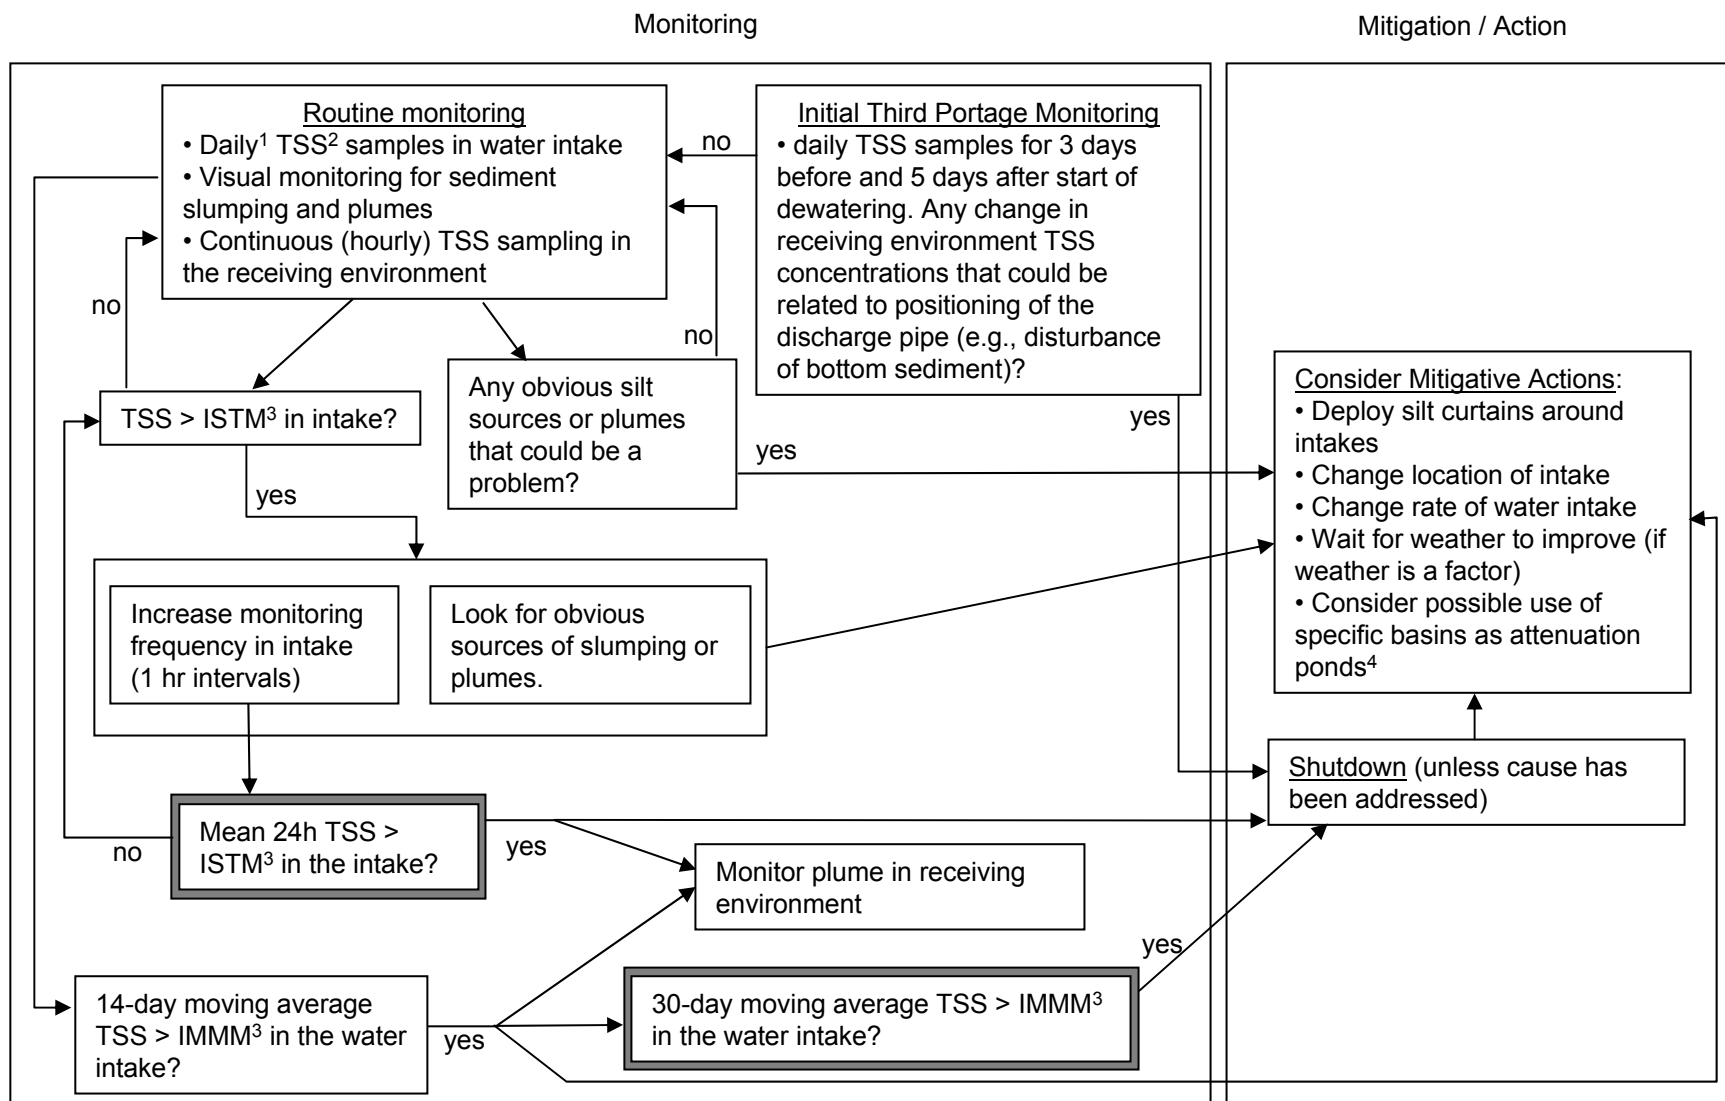 Monitoring
Mitigation / Action
Routine monitoring
• Daily¹ TSS² samples in water intake
• Visual monitoring for sediment
slumping and plumes
• Continuous (hourly) TSS sampling in
the receiving environment
no
Initial Third Portage Monitoring
• daily TSS samples for 3 days
before and 5 days after start of
dewatering. Any change in
receiving environment TSS
concentrations that could be
related to positioning of the
discharge pipe (e.g., disturbance
of bottom sediment)?
no
no
yes
TSS > ISTM³ in intake?
yes
Any obvious silt
sources or plumes
that could be a
problem?
yes
Consider Mitigative Actions:
• Deploy silt curtains around
intakes
• Change location of intake
• Change rate of water intake
• Wait for weather to improve (if
weather is a factor)
• Consider possible use of
specific basins as attenuation
ponds⁴
Increase monitoring
frequency in intake
(1 hr intervals)
Look for obvious
sources of slumping or
plumes.
Shutdown (unless cause has
been addressed)
no
Mean 24h TSS >
ISTM³ in the intake?
yes
Monitor plume in receiving
environment
yes
14-day moving average
TSS > IMMM³ in the water
intake?
yes
30-day moving average TSS > IMMM³
in the water intake?